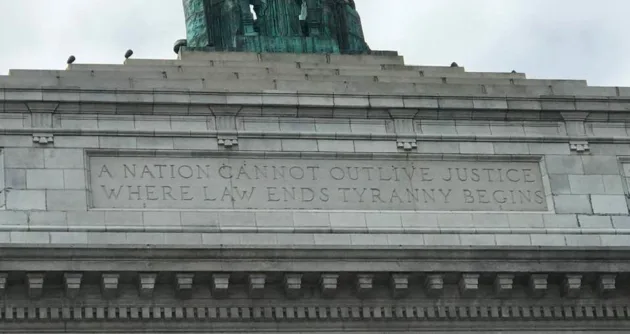 A NATION CANNOT OUTLIVE JUSTICE
WHERE LAW ENDS TYRANNY BEGINS